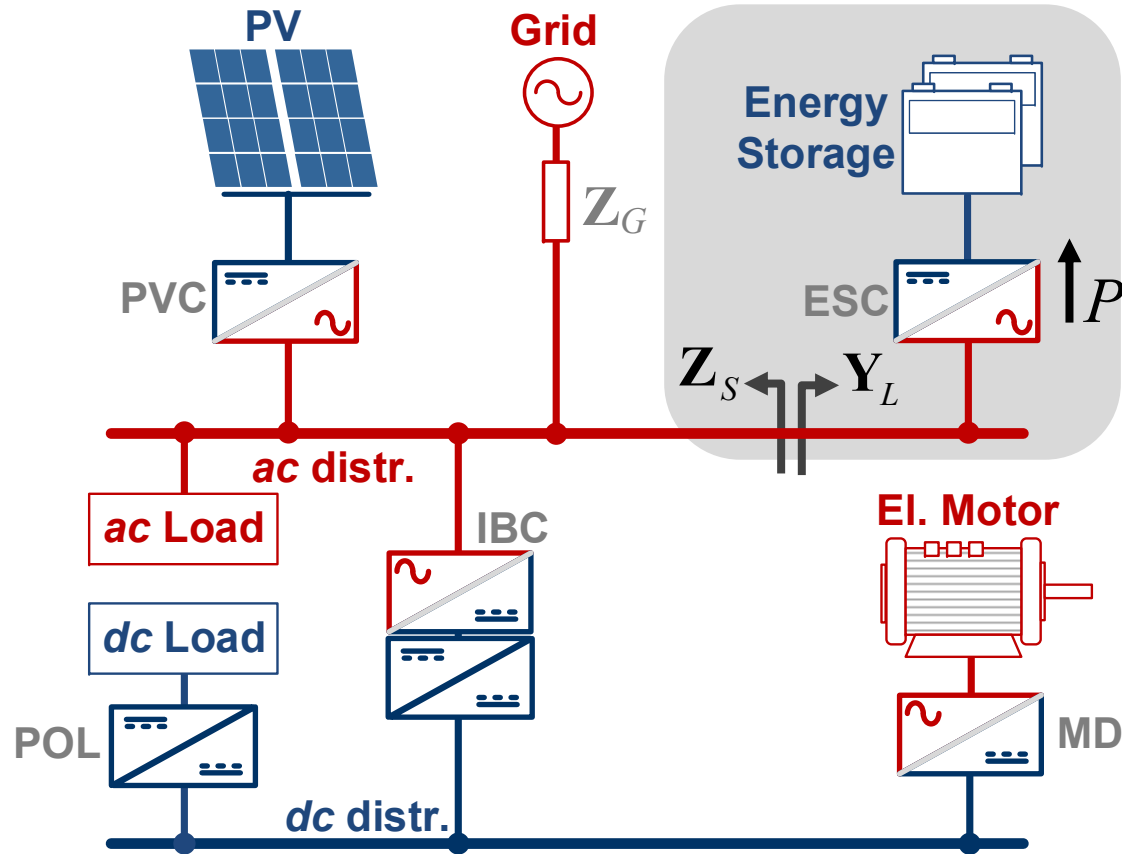 PV
Grid
Energy
Storage
Z_G
PVC
ESC
P
Z_S
Y_L
ac distr.
ac Load
IBC
El. Motor
dc Load
POL
MD
dc distr.